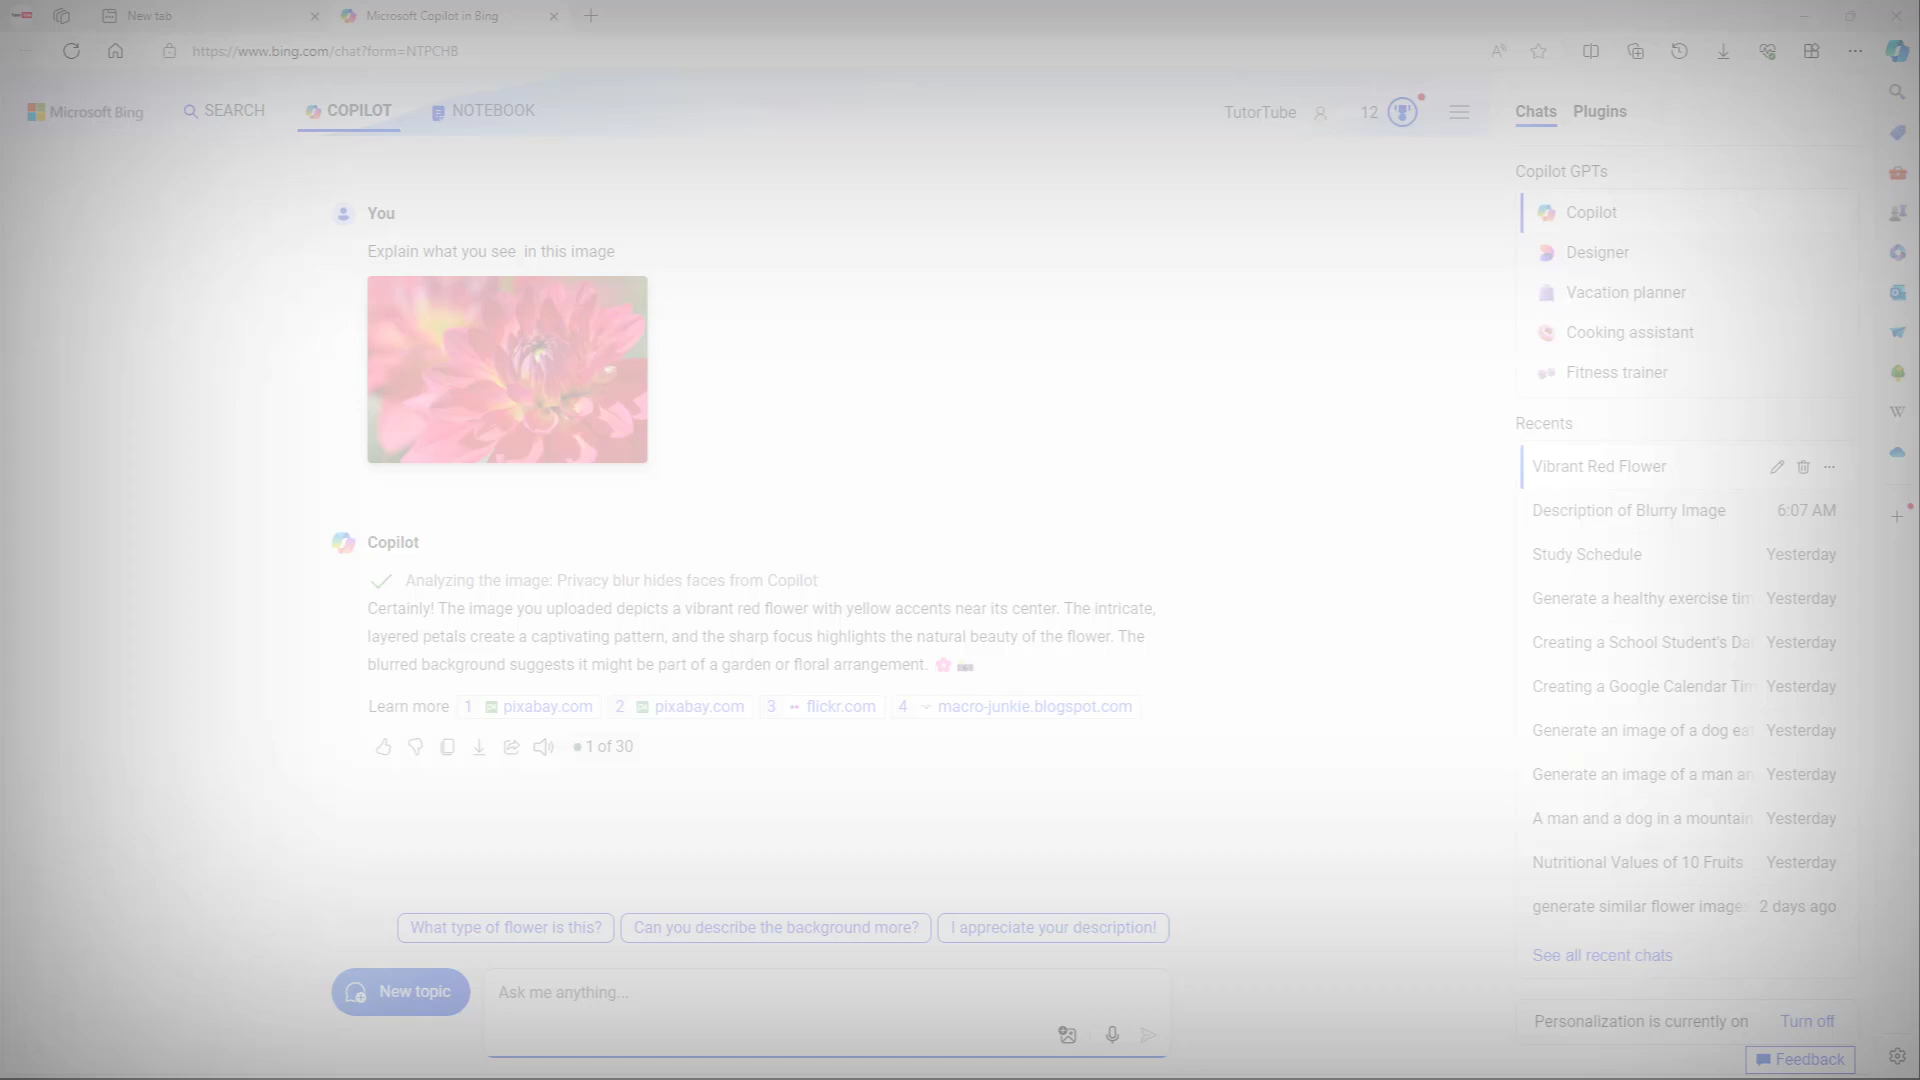 New tab
Microsoft Copilot in Bing
https://www.bing.com/chat?form=NTPCHB
Microsoft Bing
SEARCH
COPILOT
NOTEBOOK
TutorTube
12
Chats
Plugins
Copilot GPTs
Copilot
Designer
Vacation planner
Cooking assistant
Fitness trainer
Recents
Vibrant Red Flower
Description of Blurry Image 6:07 AM
Study Schedule Yesterday
Generate a healthy exercise tim Yesterday
Creating a School Student's Da Yesterday
Creating a Google Calendar Tim Yesterday
Generate an image of a dog eat Yesterday
Generate an image of a man an Yesterday
A man and a dog in a mountain Yesterday
Nutritional Values of 10 Fruits Yesterday
generate similar flower images 2 days ago
See all recent chats
Personalization is currently on Turn off
Feedback
You
Explain what you see in this image
Copilot
Analyzing the image: Privacy blur hides faces from Copilot
Certainly! The image you uploaded depicts a vibrant red flower with yellow accents near its center. The intricate,
layered petals create a captivating pattern, and the sharp focus highlights the natural beauty of the flower. The
blurred background suggests it might be part of a garden or floral arrangement.
Learn more 1 pixabay.com 2 pixabay.com 3 flickr.com 4 macro-junkie.blogspot.com
1 of 30
What type of flower is this? Can you describe the background more? I appreciate your description!
New topic
Ask me anything...